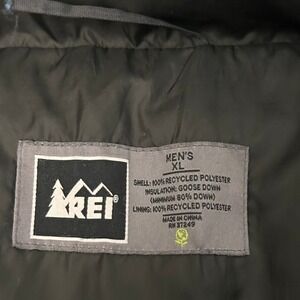 REI®
MEN'S
XL
SHELL: 100% RECYCLED POLYESTER
INSULATION: GOOSE DOWN
(MINIMUM 80% DOWN)
LINING: 100% RECYCLED POLYESTER
MADE IN CHINA
RN 37249